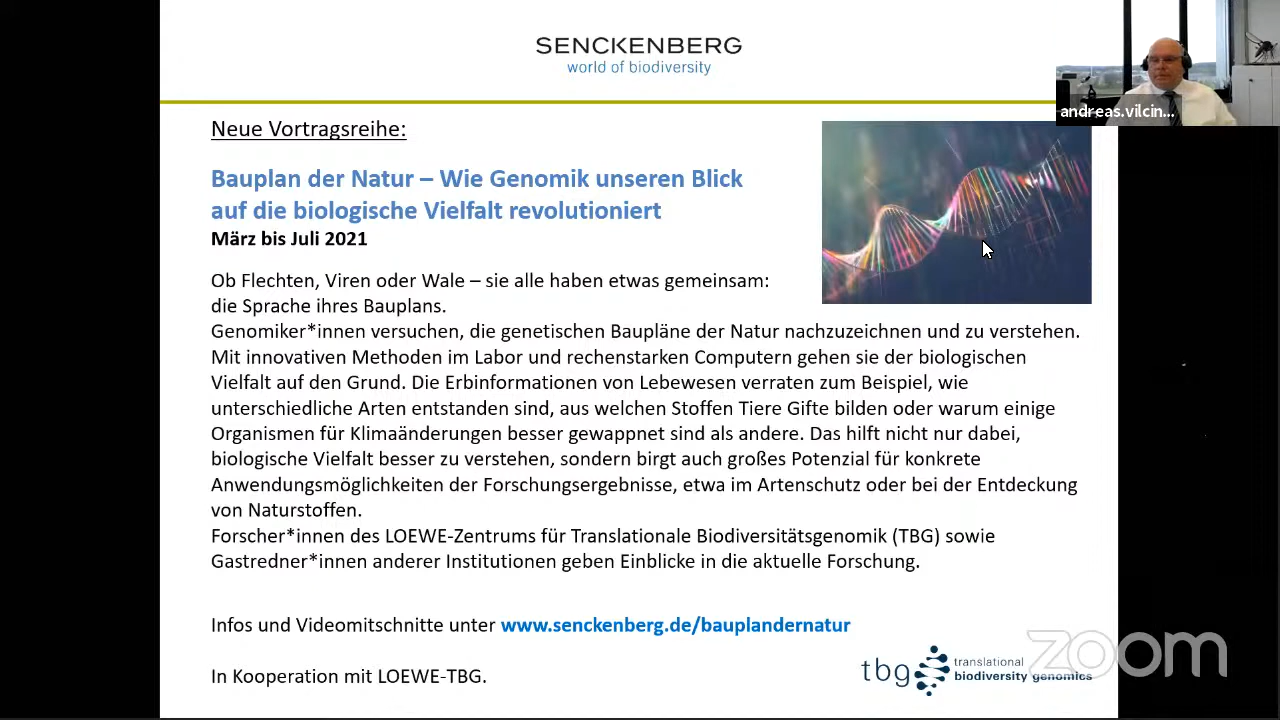 SENCKENBERG
world of biodiversity
andreas.vilcin...
Neue Vortragsreihe:
Bauplan der Natur – Wie Genomik unseren Blick
auf die biologische Vielfalt revolutioniert
März bis Juli 2021
Ob Flechten, Viren oder Wale – sie alle haben etwas gemeinsam:
die Sprache ihres Bauplans.
Genomiker*innen versuchen, die genetischen Baupläne der Natur nachzuzeichnen und zu verstehen.
Mit innovativen Methoden im Labor und rechenstarken Computern gehen sie der biologischen
Vielfalt auf den Grund. Die Erbinformationen von Lebewesen verraten zum Beispiel, wie
unterschiedliche Arten entstanden sind, aus welchen Stoffen Tiere Gifte bilden oder warum einige
Organismen für Klimaänderungen besser gewappnet sind als andere. Das hilft nicht nur dabei,
biologische Vielfalt besser zu verstehen, sondern birgt auch großes Potenzial für konkrete
Anwendungsmöglichkeiten der Forschungsergebnisse, etwa im Artenschutz oder bei der Entdeckung
von Naturstoffen.
Forscher*innen des LOEWE-Zentrums für Translationale Biodiversitätsgenomik (TBG) sowie
Gastredner*innen anderer Institutionen geben Einblicke in die aktuelle Forschung.
Infos und Videomitschnitte unter www.senckenberg.de/bauplandernatur
In Kooperation mit LOEWE-TBG.
tbg translational
biodiversity genomics
zoom